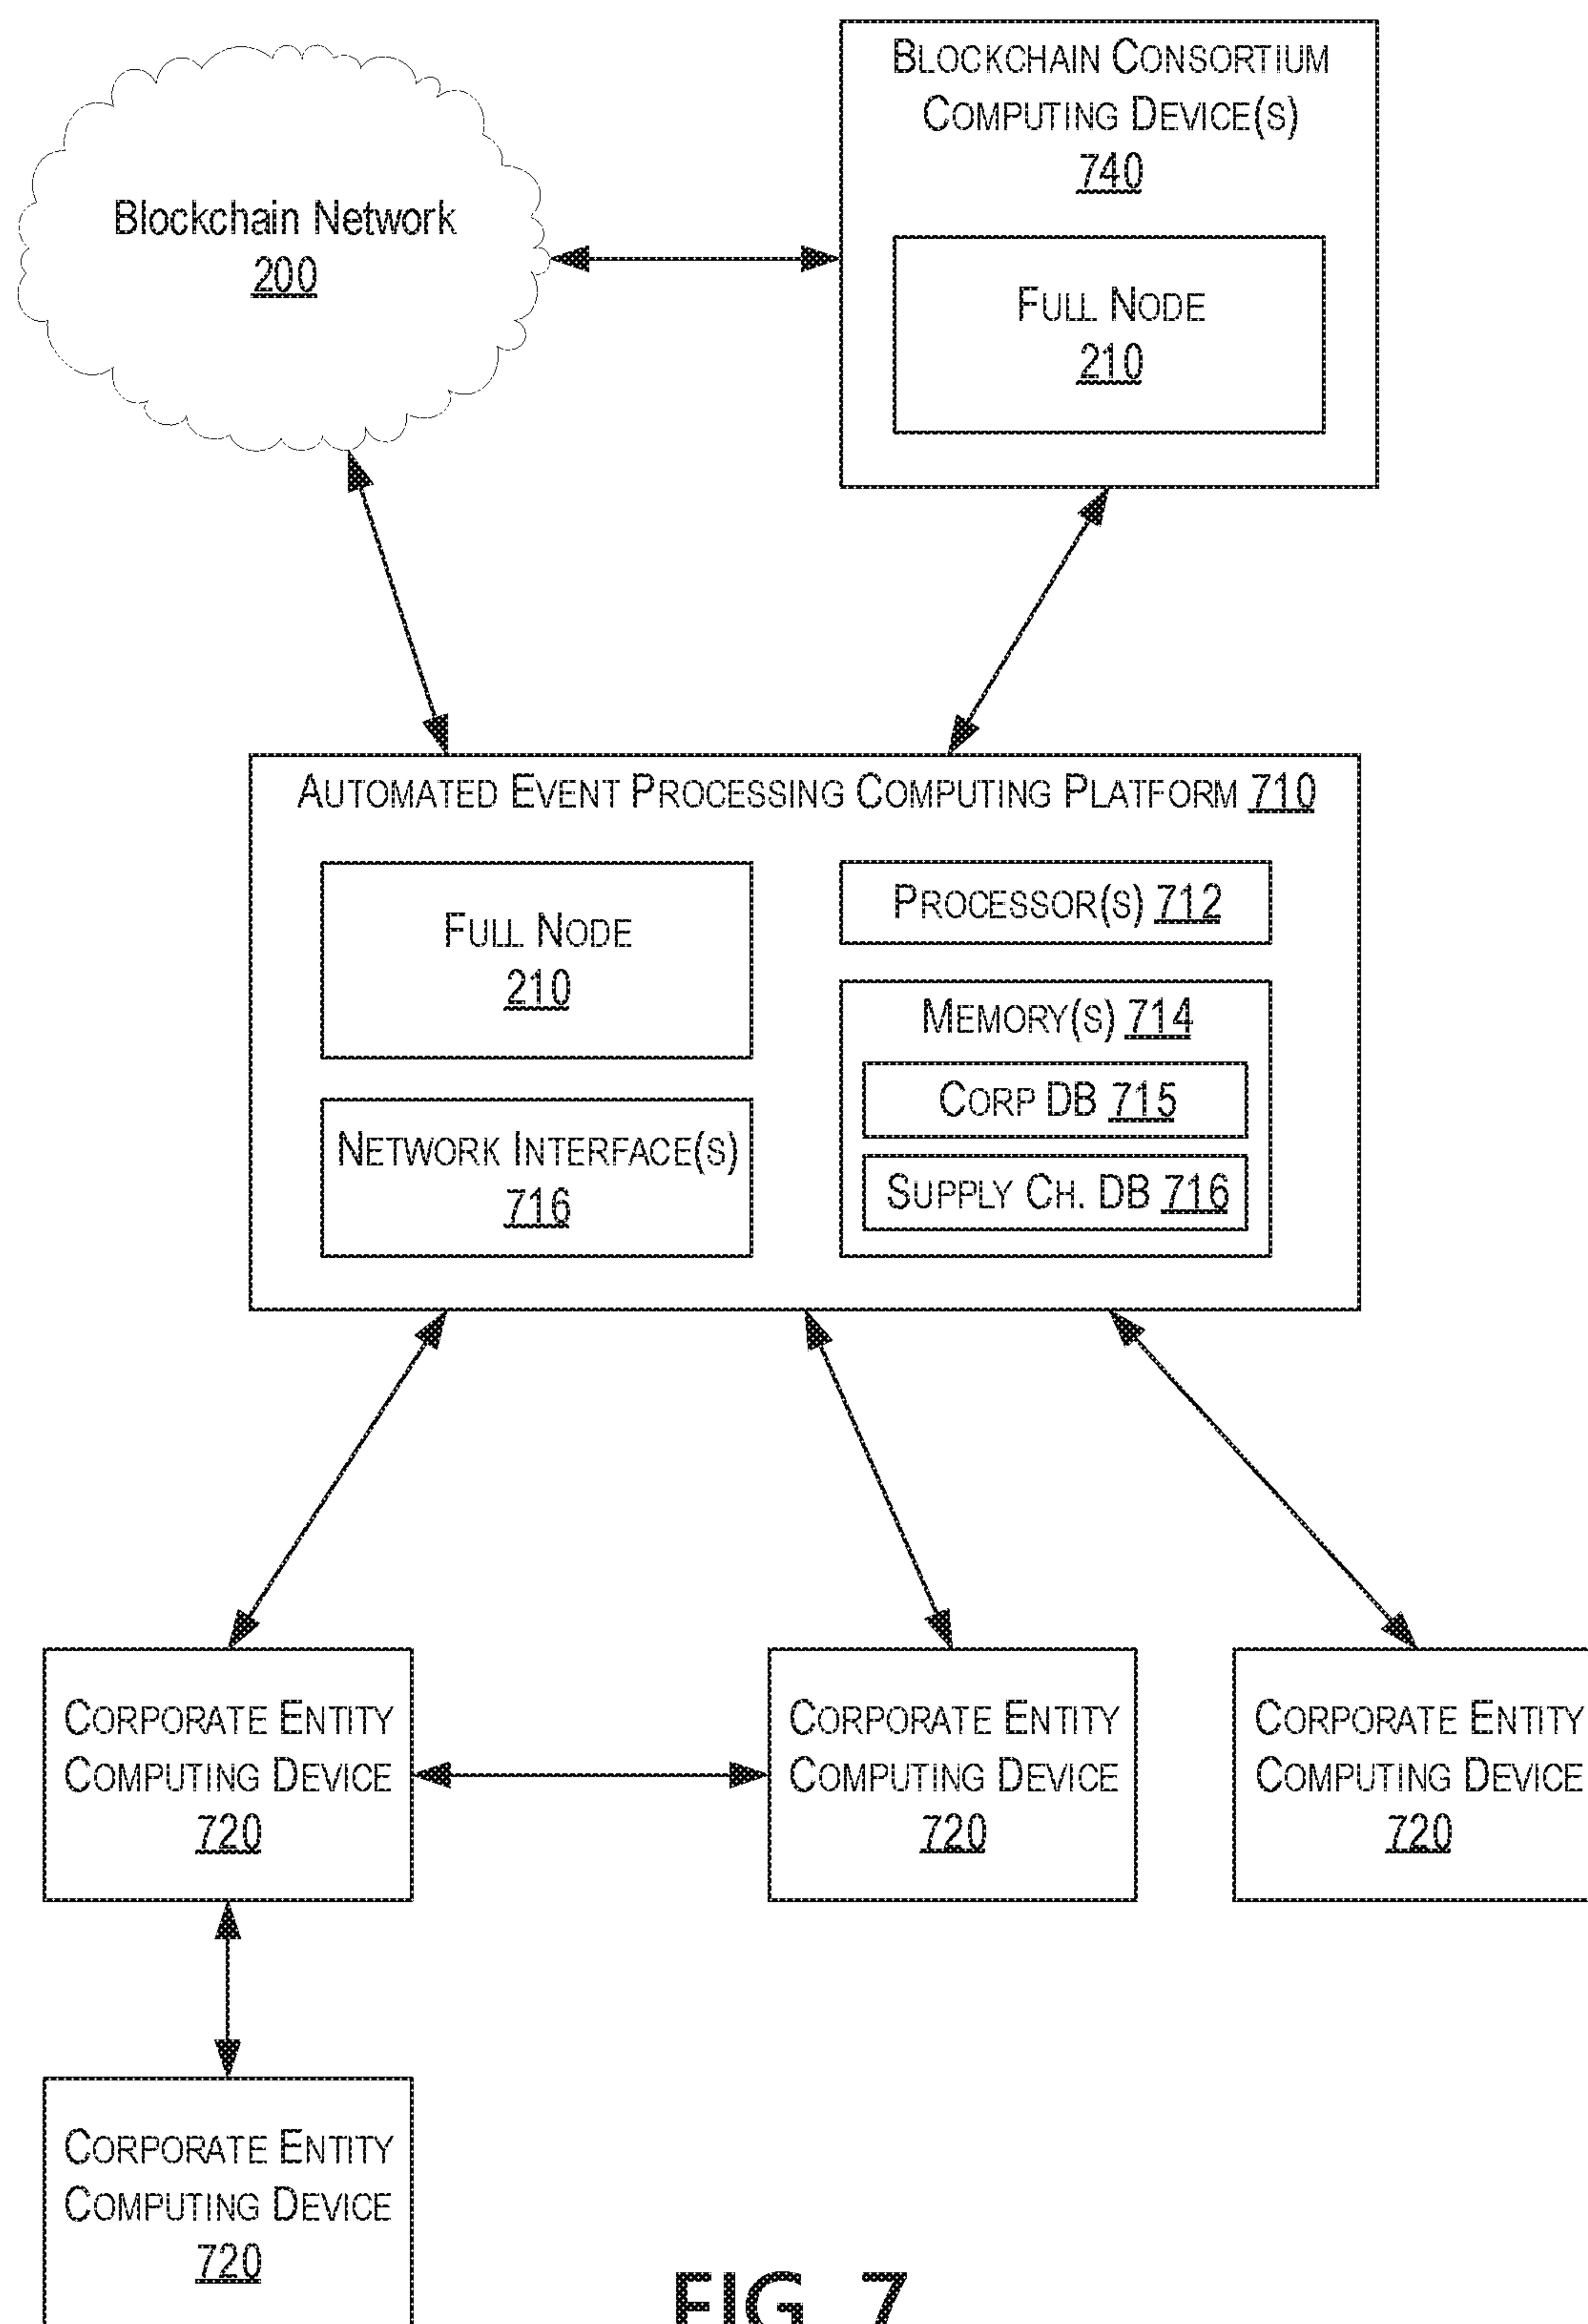 Blockchain Network
200
BLOCKCHAIN CONSORTIUM
COMPUTING DEVICE(S)
740
FULL NODE
210
AUTOMATED EVENT PROCESSING COMPUTING PLATFORM 710
FULL NODE
210
NETWORK INTERFACE(S)
716
PROCESSOR(S) 712
MEMORY(S) 714
CORP DB 715
SUPPLY CH. DB 716
CORPORATE ENTITY
COMPUTING DEVICE
720
CORPORATE ENTITY
COMPUTING DEVICE
720
CORPORATE ENTITY
COMPUTING DEVICE
720
CORPORATE ENTITY
COMPUTING DEVICE
720
FIG. 7